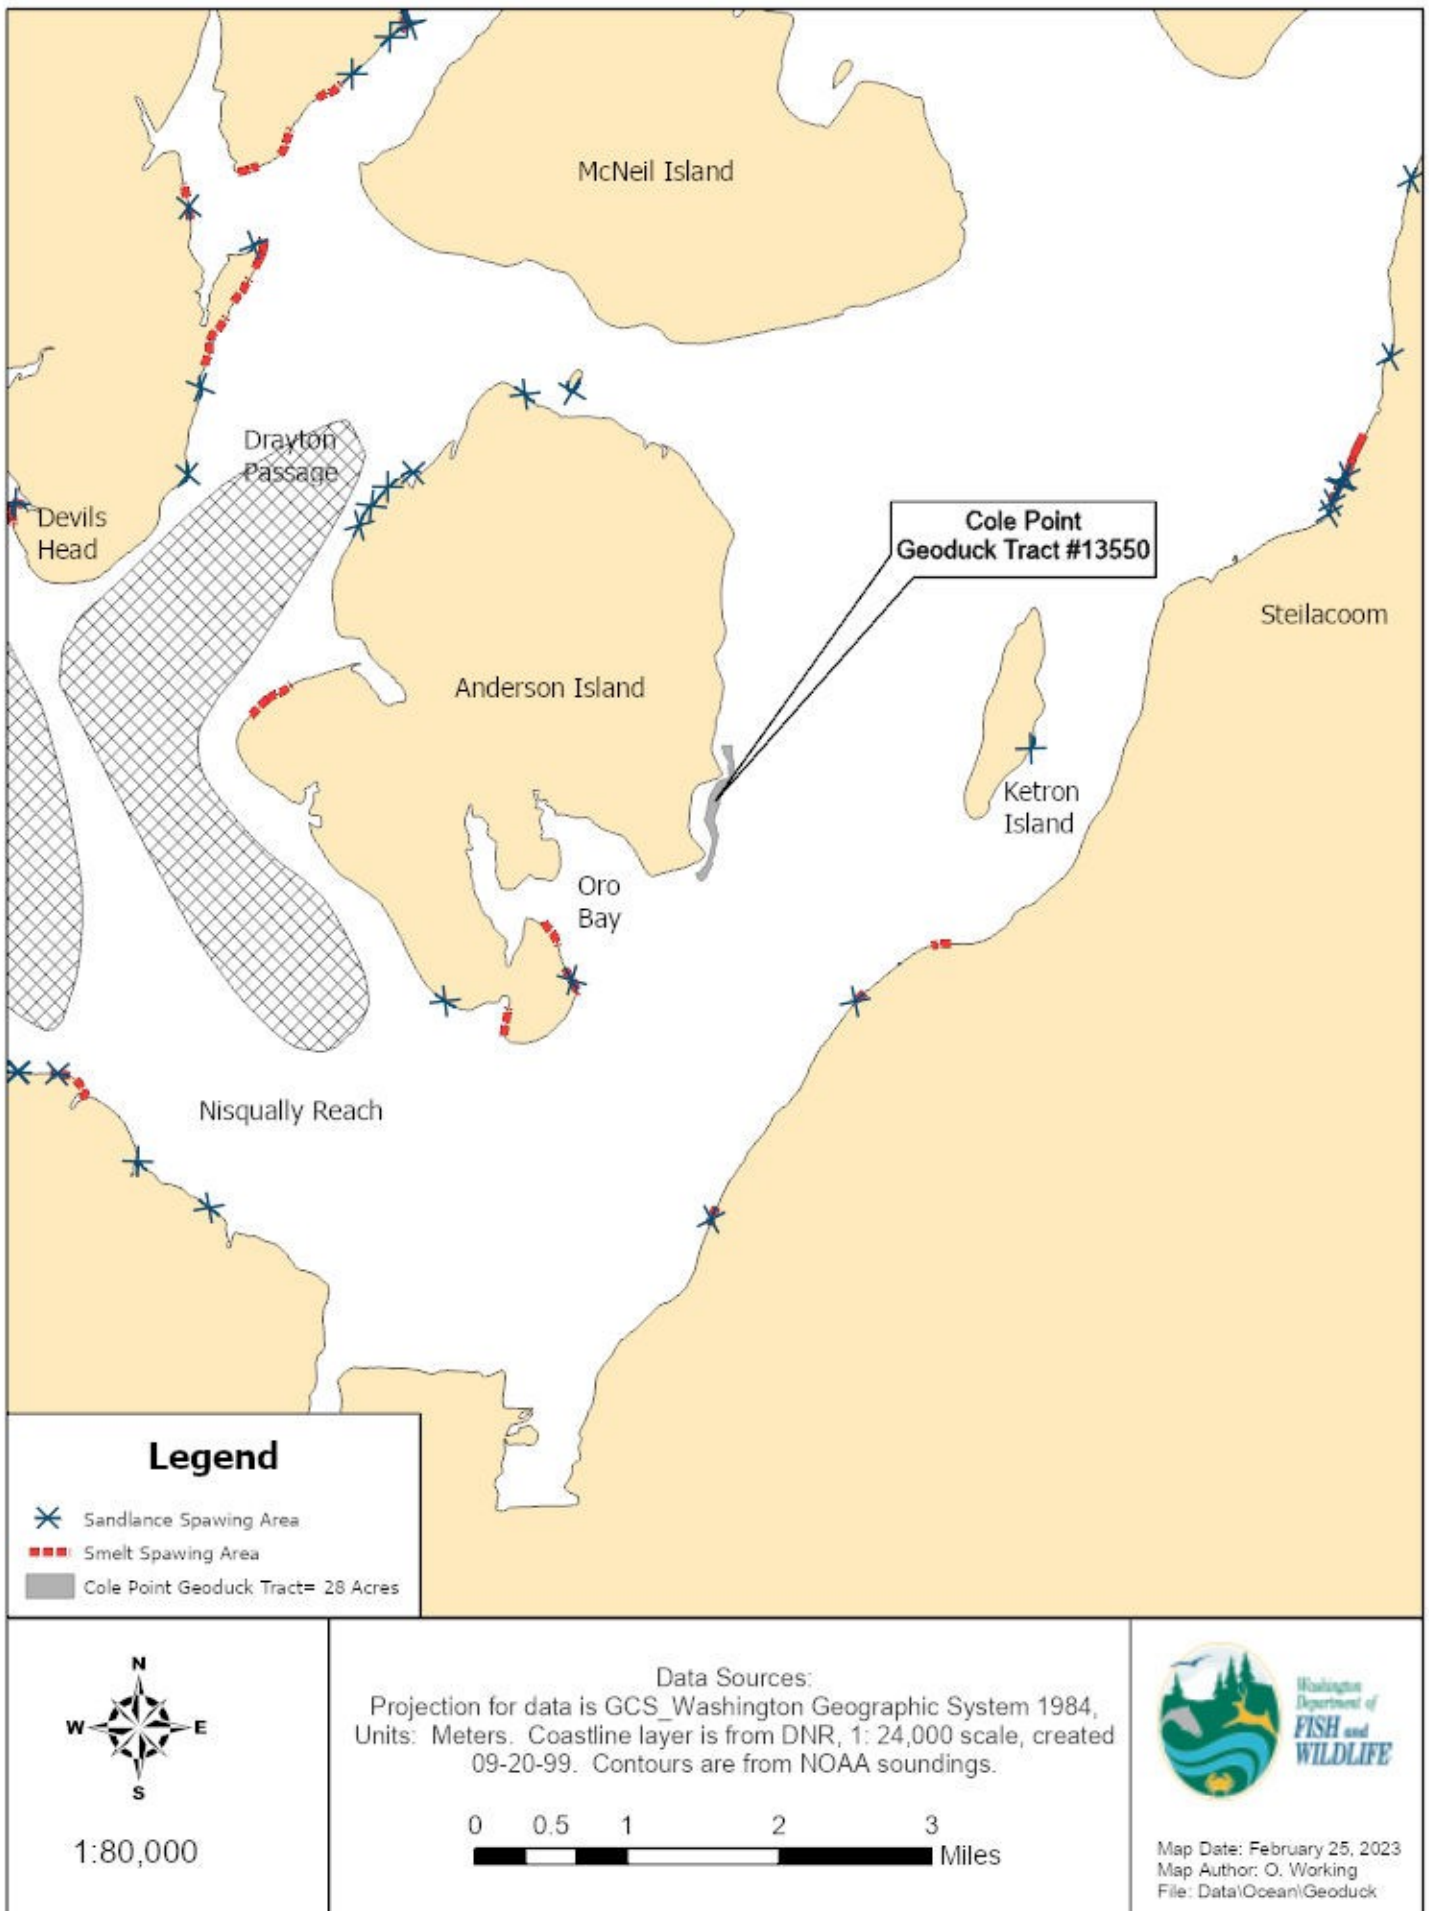 McNeil Island
Drayton
Passage
Devils
Head
Cole Point
Geoduck Tract #13550
Steilacoom
Anderson Island
Ketron
Island
Oro
Bay
Nisqually Reach
Legend
Sandlance Spawing Area
Smelt Spawing Area
Cole Point Geoduck Tract= 28 Acres
N
W E
S
1:80,000
Data Sources:
Projection for data is GCS_Washington Geographic System 1984,
Units: Meters. Coastline layer is from DNR, 1: 24,000 scale, created
09-20-99. Contours are from NOAA soundings.
0 0.5 1 2 3
Miles
Washington
Department of
FISH and
WILDLIFE
Map Date: February 25, 2023
Map Author: O. Working
File: Data\Ocean\Geoduck